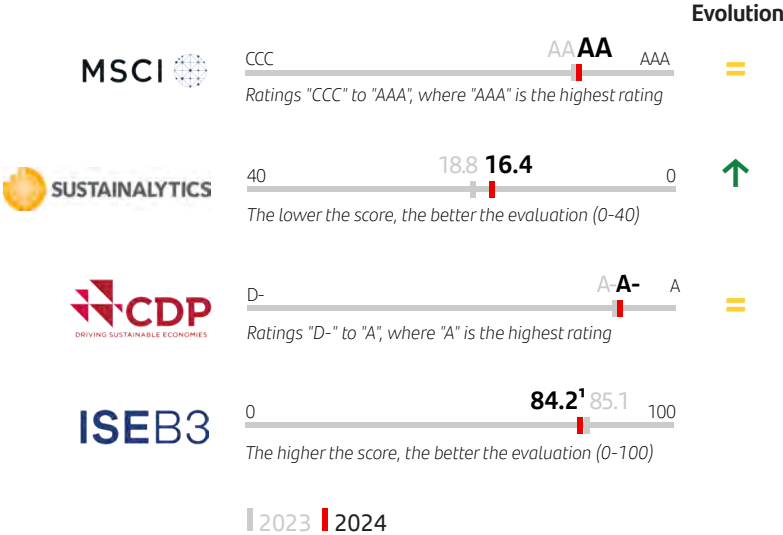 Evolution
MSCI
CCC
AA AA
AAA
=
Ratings "CCC" to "AAA", where "AAA" is the highest rating
SUSTAINALYTICS
40
18.8 16.4
0
↑
The lower the score, the better the evaluation (0-40)
CDP
DRIVING SUSTAINABLE ECONOMIES
D-
A- A-
A
=
Ratings "D-" to "A", where "A" is the highest rating
ISEB3
0
84.2¹ 85.1
100
The higher the score, the better the evaluation (0-100)
2023 2024